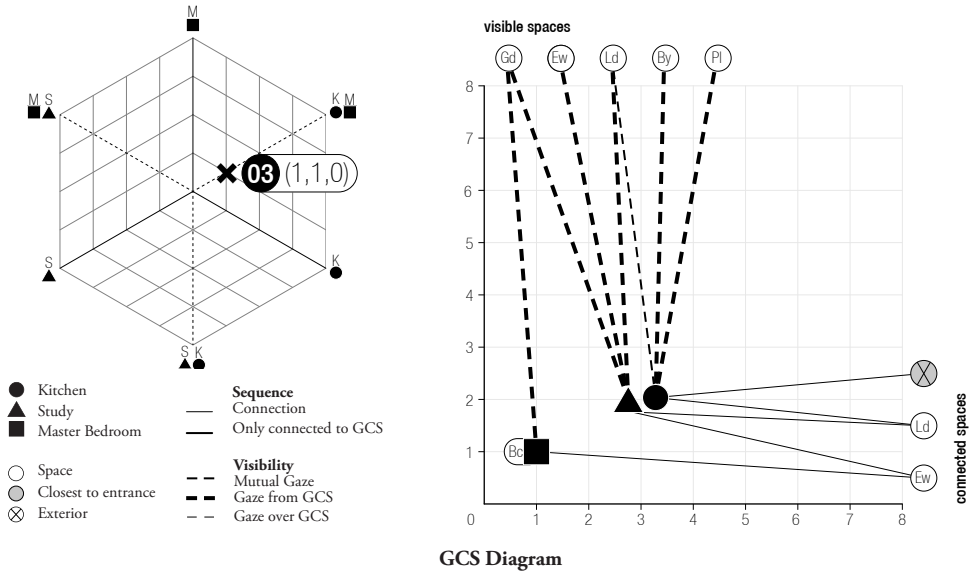 M
M S
K M
03 (1,1,0)
S
K
S K
Kitchen
Study
Master Bedroom
Space
Closest to entrance
Exterior
Sequence
Connection
Only connected to GCS
Visibility
Mutual Gaze
Gaze from GCS
Gaze over GCS
visible spaces
Gd Ew Ld By Pl
8
7
6
5
4
3
2
1
0 1 2 3 4 5 6 7 8
Bc
Ld
Ew
connected spaces
GCS Diagram